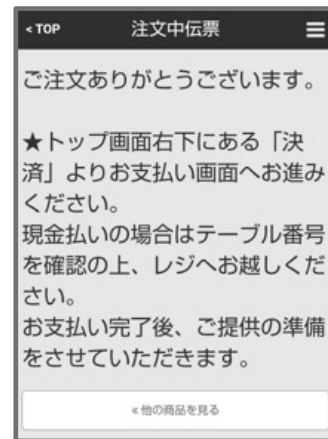 < TOP 注文中伝票
ご注文ありがとうございます。
★トップ画面右下にある「決
済」よりお支払い画面へお進み
ください。
現金払いの場合はテーブル番号
を確認の上、レジへお越しくだ
さい。
お支払い完了後、ご提供の準備
をさせていただきます。
«他の商品を見る